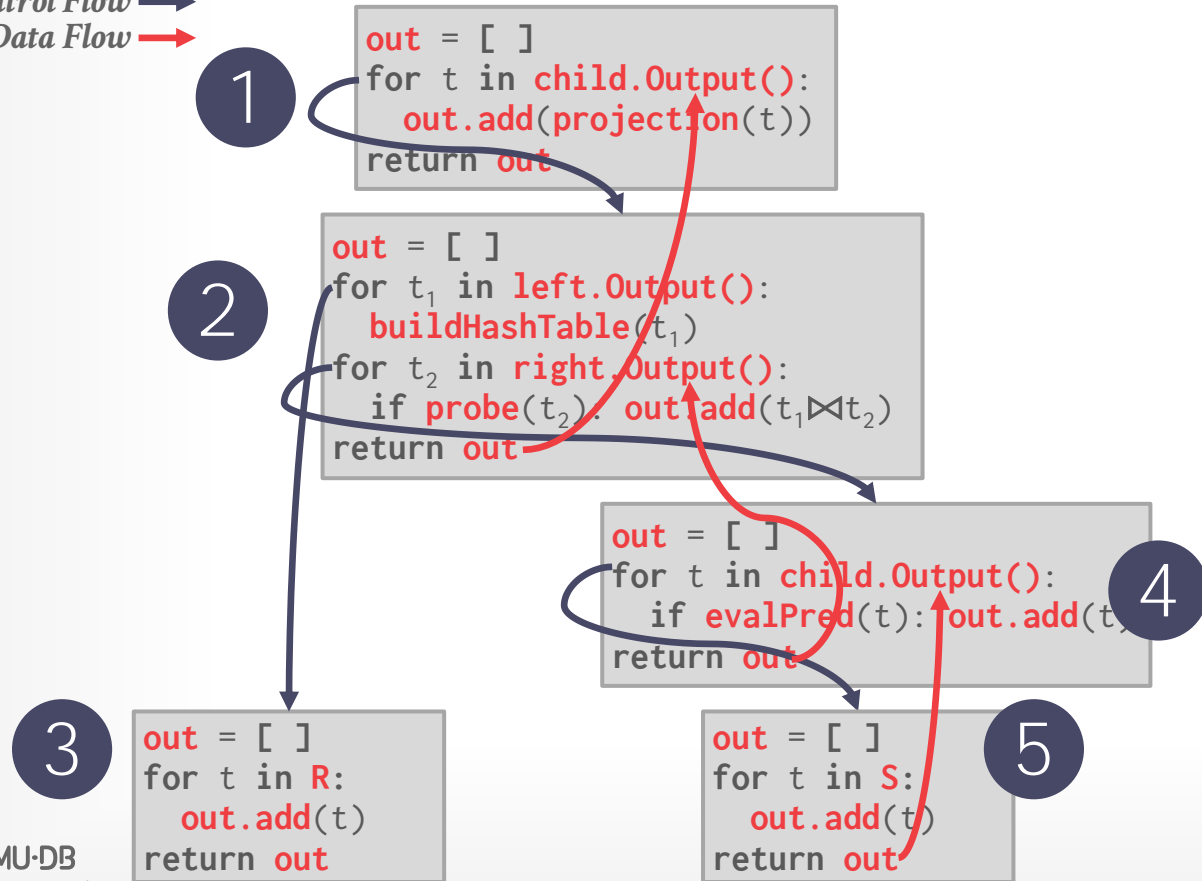 Flow
Data Flow
1
out = [ ]
for t in child.Output():
out.add(projection(t))
return out
2
out = [ ]
for t₁ in left.Output():
buildHashTable(t₁)
for t₂ in right.Output():
if probe(t₂): out.add(t₁⋈t₂)
return out
4
out = [ ]
for t in child.Output():
if evalPred(t): out.add(t
return out
3
out = [ ]
for t in R:
out.add(t)
return out
5
out = [ ]
for t in S:
out.add(t)
return out
MU·DB